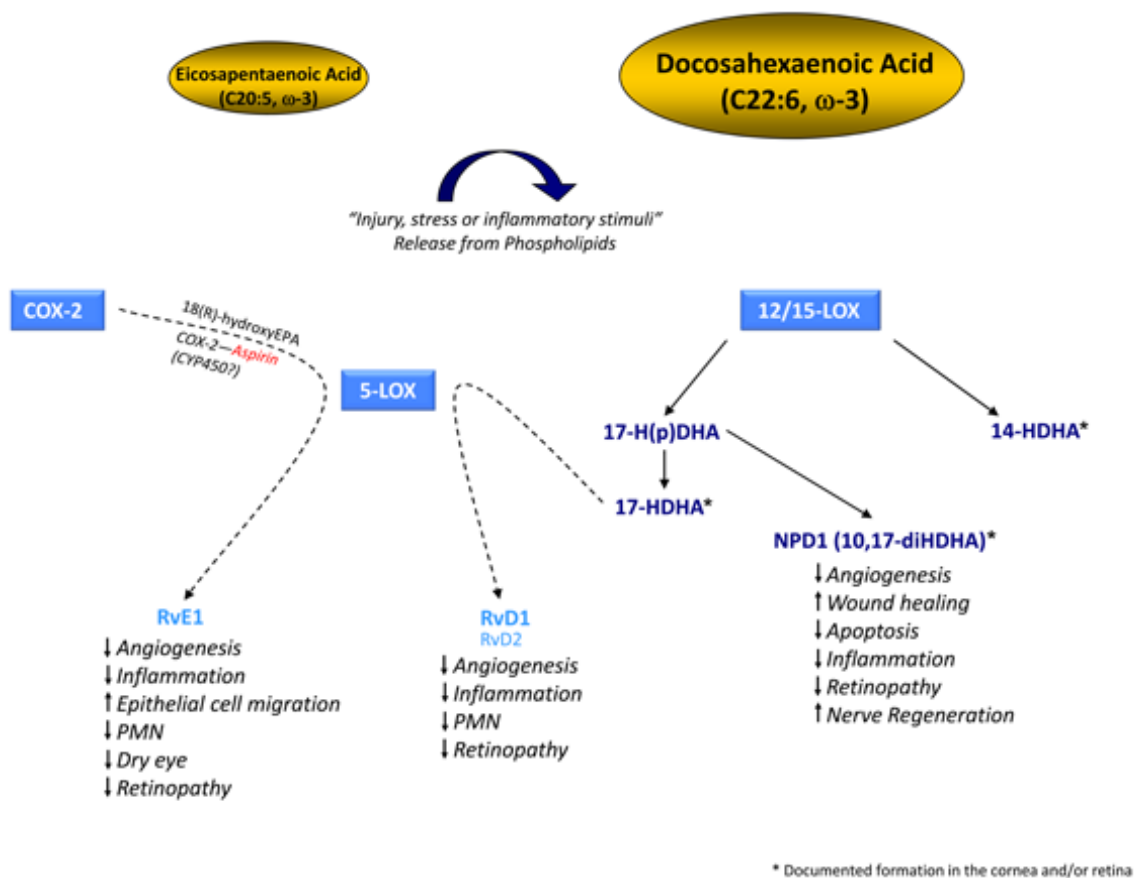 Eicosapentaenoic Acid
(C20:5, ω-3)
Docosahexaenoic Acid
(C22:6, ω-3)
"Injury, stress or inflammatory stimuli"
Release from Phospholipids
COX-2
18(R)-hydroxyEPA
COX-2—Aspirin
(CYP450?)
5-LOX
12/15-LOX
17-H(p)DHA
14-HDHA*
17-HDHA*
NPD1 (10,17-diHDHA)*
↓Angiogenesis
↑Wound healing
↓Apoptosis
↓Inflammation
↓Retinopathy
↑Nerve Regeneration
RvE1
↓Angiogenesis
↓Inflammation
↑Epithelial cell migration
↓PMN
↓Dry eye
↓Retinopathy
RvD1
RvD2
↓Angiogenesis
↓Inflammation
↓PMN
↓Retinopathy
* Documented formation in the cornea and/or retina